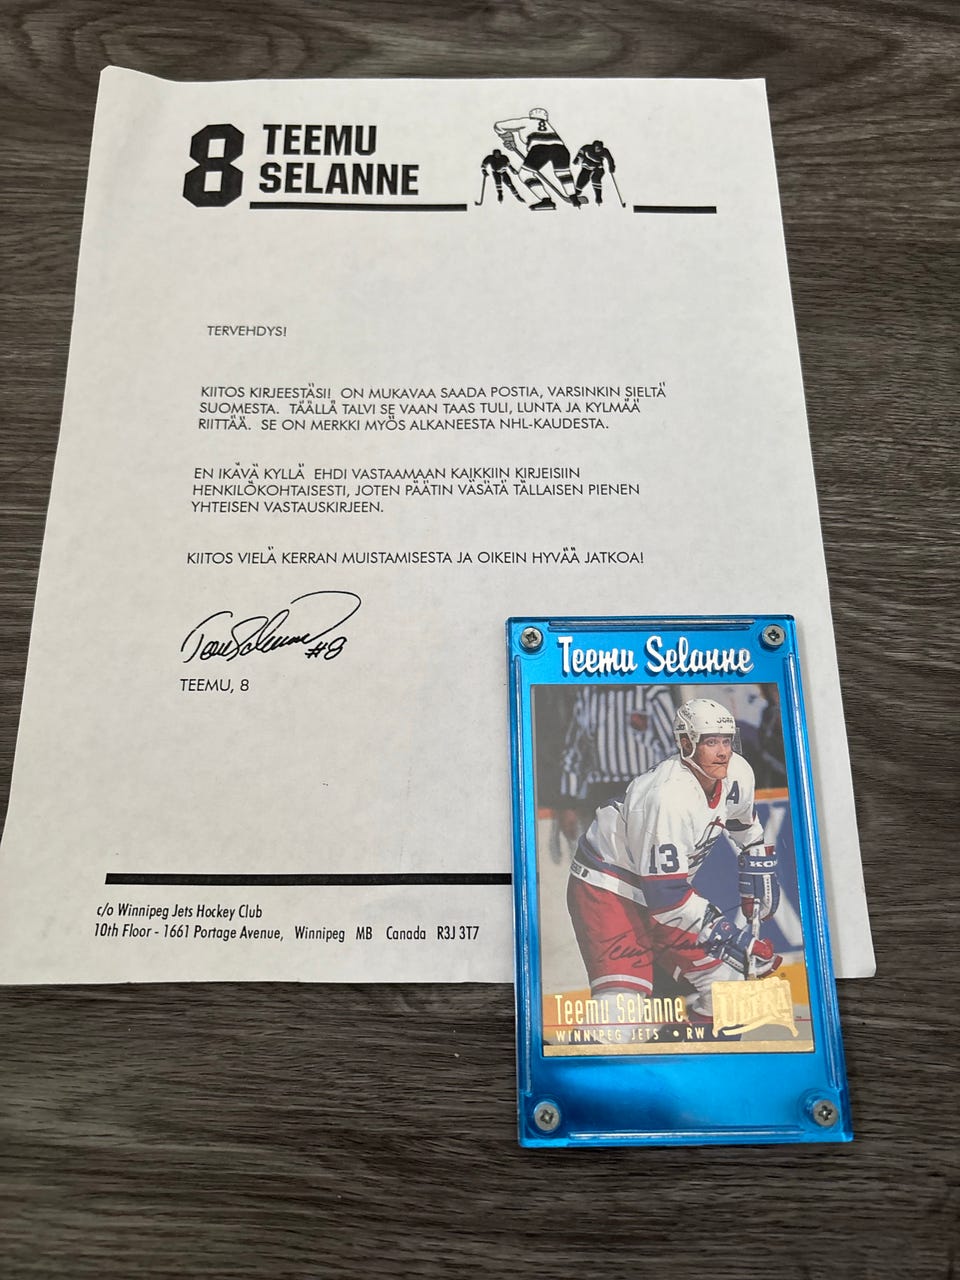 8 TEEMU
SELANNE
8
TERVEHDYS!
KIITOS KIRJEESTÄSI! ON MUKAVAA SAADA POSTIA, VARSINKIN SIELTÄ
SUOMESTA. TÄÄLLÄ TALVI SE VAAN TAAS TULI, LUNTA JA KYLMÄÄ
RIITTÄÄ. SE ON MERKKI MYÖS ALKANEESTA NHL-KAUDESTA.
EN IKÄVÄ KYLLÄ EHDI VASTAAMAAN KAIKKIIN KIRJEISIIN
HENKILÖKOHTAISESTI, JOTEN PÄÄTIN VÄSÄTÄ TÄLLAISEN PIENEN
YHTEISEN VASTAUSKIRJEEN.
KIITOS VIELÄ KERRAN MUISTAMISESTA JA OIKEIN HYVÄÄ JATKOA!
#8
TEEMU, 8
c/o Winnipeg Jets Hockey Club
10th Floor - 1661 Portage Avenue, Winnipeg MB Canada R3J 3T7
Teemu Selanne
JOFA
A
13
KOHO
Teemu Selanne
WINNIPEG JETS • RW
ULTRA